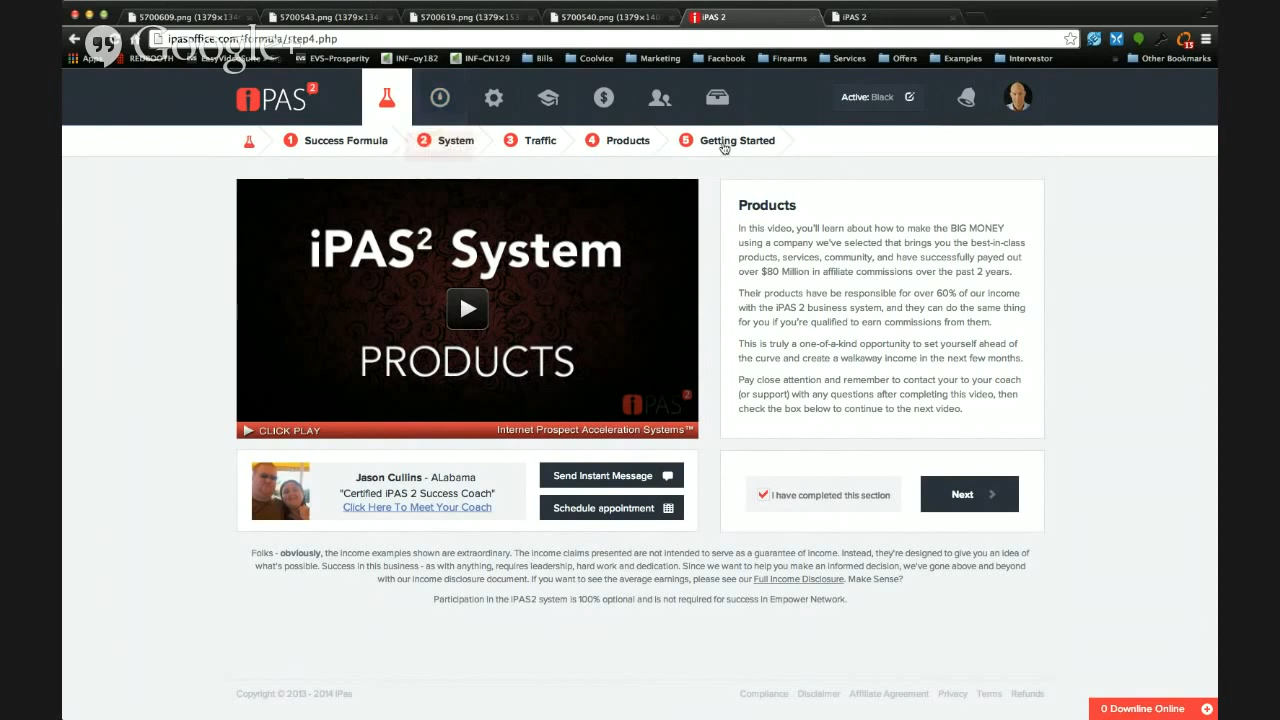 5700609.png (1379×134
5700543.png (1379×134
5700619.png (1379×153
5700540.png (1379×140
iPAS 2
iPAS 2
Google+
ipasoffice.com/formula/step4.php
15
Apps
REDBOOTH
EasyVideoSuite
EVS-Prosperity
INF-oy182
INF-CN129
Bills
Coolvice
Marketing
Facebook
Firearms
Services
Offers
Examples
Intervestor
Other Bookmarks
iPAS 2
Active: Black
1 Success Formula
2 System
3 Traffic
4 Products
5 Getting Started
iPAS² System
PRODUCTS
iPAS 2
CLICK PLAY
Internet Prospect Acceleration Systems™
Products
In this video, you'll learn about how to make the BIG MONEY
using a company we've selected that brings you the best-in-class
products, services, community, and have successfully payed out
over $80 Million in affiliate commissions over the past 2 years.
Their products have be responsible for over 60% of our income
with the iPAS 2 business system, and they can do the same thing
for you if you're qualified to earn commissions from them.
This is truly a one-of-a-kind opportunity to set yourself ahead of
the curve and create a walkaway income in the next few months.
Pay close attention and remember to contact your to your coach
(or support) with any questions after completing this video, then
check the box below to continue to the next video.
Jason Cullins - ALabama
"Certified iPAS 2 Success Coach"
Click Here To Meet Your Coach
Send Instant Message
Schedule appointment
I have completed this section
Next
Folks - obviously, the income examples shown are extraordinary. The income claims presented are not intended to serve as a guarantee of income. Instead, they're designed to give you an idea of
what's possible. Success in this business - as with anything, requires leadership, hard work and dedication. Since we want to help you make an informed decision, we've gone above and beyond
with our income disclosure document. If you want to see the average earnings, please see our Full Income Disclosure. Make Sense?
Participation in the iPAS2 system is 100% optional and is not required for success in Empower Network.
Copyright © 2013 - 2014 iPas
Compliance
Disclaimer
Affiliate Agreement
Privacy
Terms
Refunds
0 Downline Online